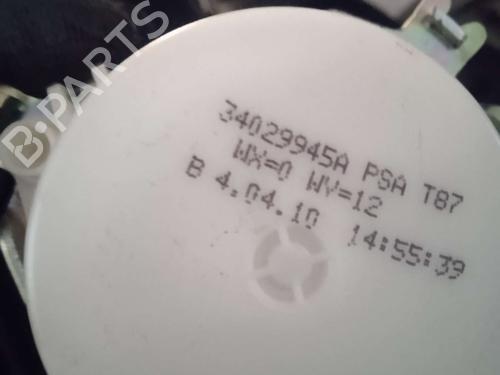 34029945A PSA T87
WX=0 WV=12
B 4.04.10 14:55:39
B-PARTS